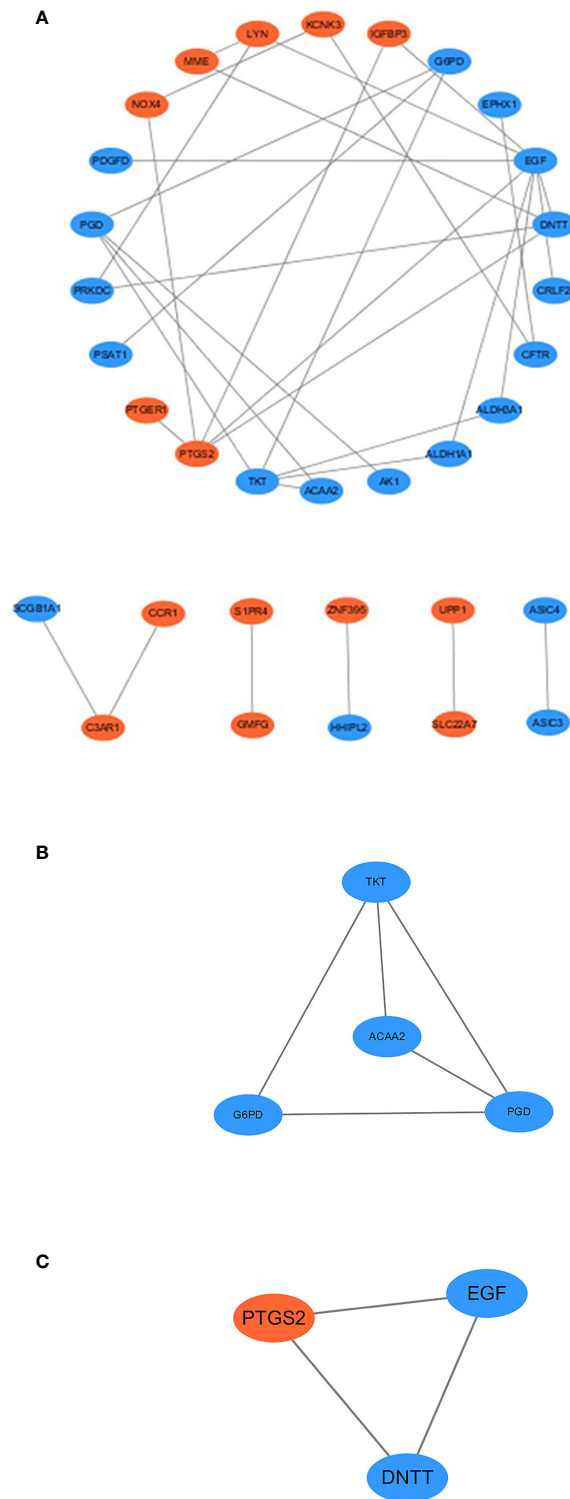 A
KCNK3
LYN
IGFBP3
MME
G6PD
NOX4
EPHX1
PDGFD
EGF
PGD
DNTT
PRKDC
CRLF2
PSAT1
CFTR
PTGER1
ALDH3A1
PTGS2
ALDH1A1
TKT
AK1
ACAA2
SCGB1A1
CCR1
S1PR4
ZNF395
UPP1
ASIC4
C3AR1
GMFG
HHIPL2
SLC22A7
ASIC3
B
TKT
ACAA2
G6PD
PGD
C
EGF
PTGS2
DNTT